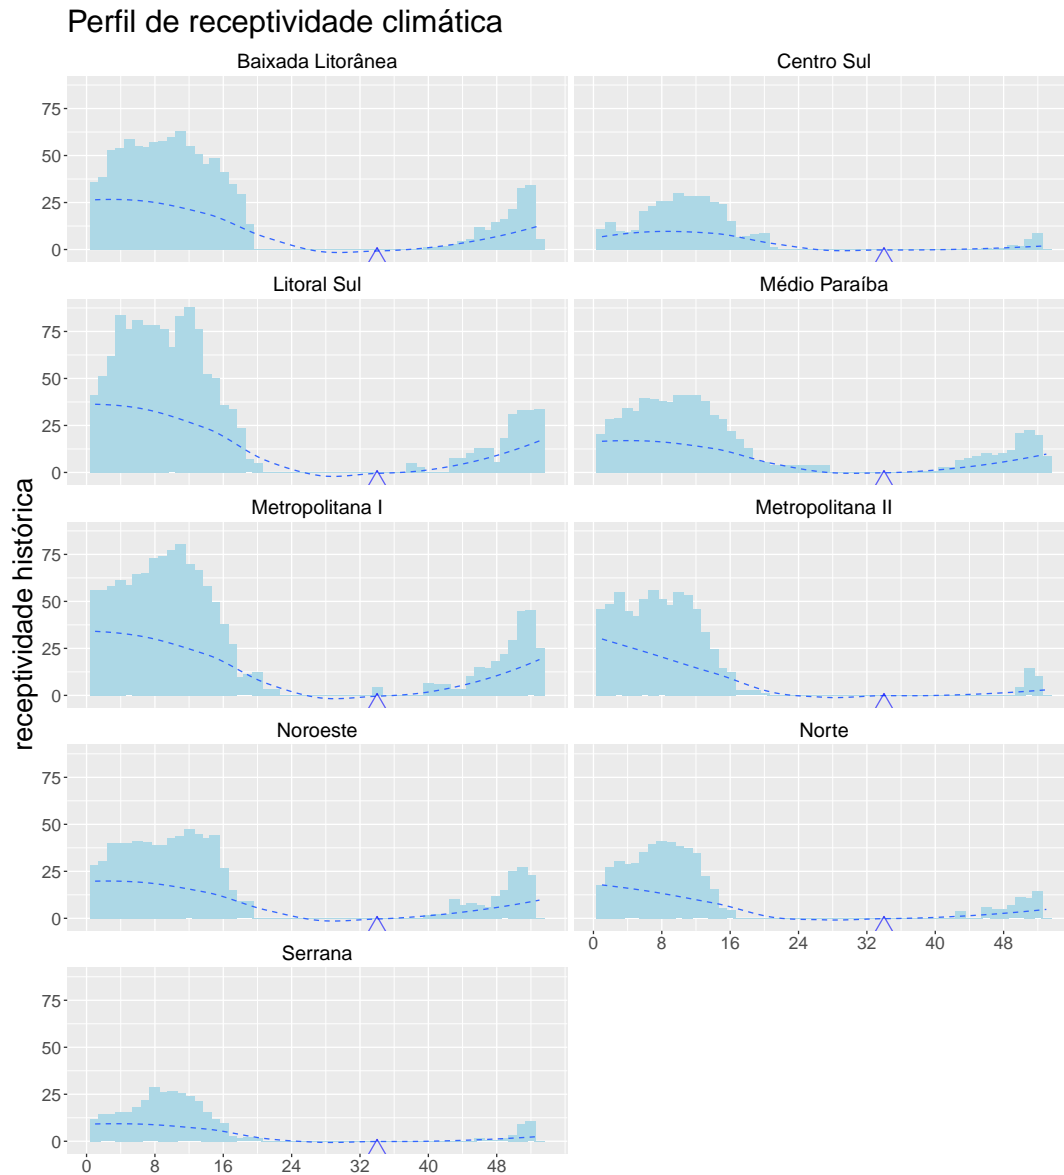 Perfil de receptividade climática
Baixada Litorânea
Centro Sul
75
50
25
0
Litoral Sul
Médio Paraíba
75
50
25
0
receptividade histórica
Metropolitana I
Metropolitana II
75
50
25
0
Noroeste
Norte
75
50
25
0
0 8 16 24 32 40 48
Serrana
75
50
25
0
0 8 16 24 32 40 48